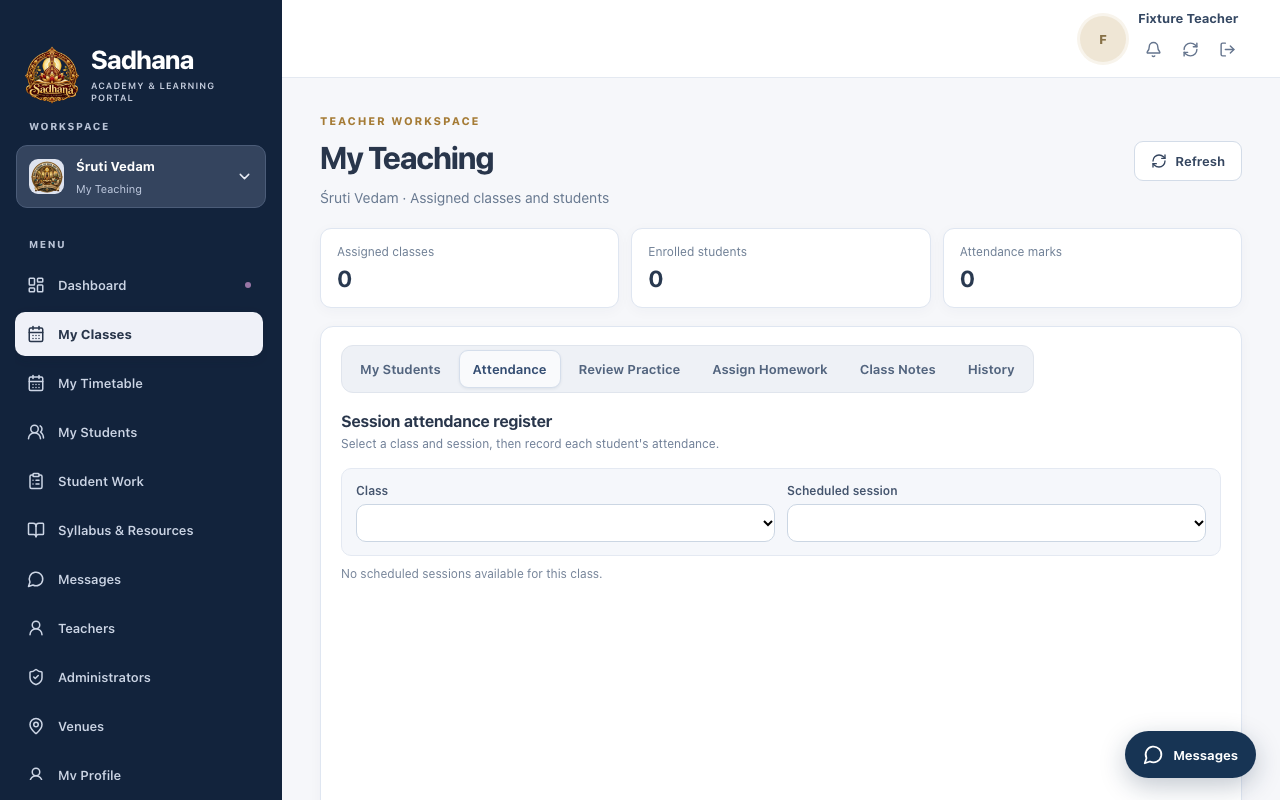 Sadhana
ACADEMY & LEARNING
PORTAL
Sadhana
WORKSPACE
Śruti Vedam
My Teaching
MENU
Dashboard
My Classes
My Timetable
My Students
Student Work
Syllabus & Resources
Messages
Teachers
Administrators
Venues
My Profile
F
Fixture Teacher
TEACHER WORKSPACE
My Teaching
Refresh
Śruti Vedam · Assigned classes and students
Assigned classes
0
Enrolled students
0
Attendance marks
0
My Students
Attendance
Review Practice
Assign Homework
Class Notes
History
Session attendance register
Select a class and session, then record each student's attendance.
Class
Scheduled session
No scheduled sessions available for this class.
Messages